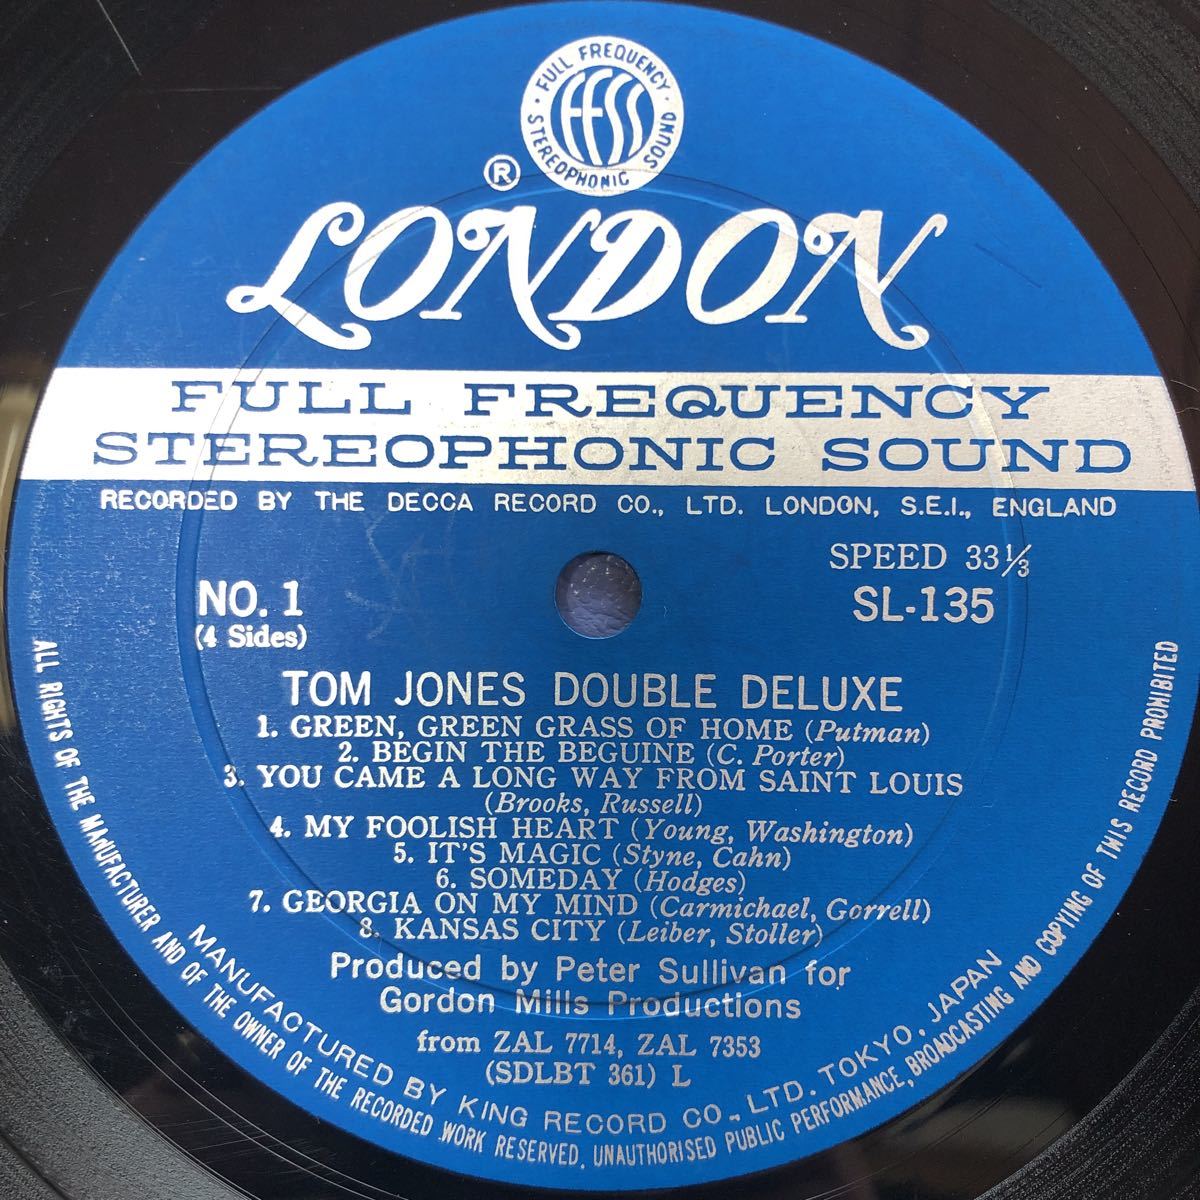 FULL FREQUENCY
STEREOPHONIC SOUND
FFSS
®
LONDON
FULL FREQUENCY
STEREOPHONIC SOUND
RECORDED BY THE DECCA RECORD CO., LTD. LONDON, S.E.I., ENGLAND
SPEED 33⅓
NO. 1
SL-135
(4 Sides)
TOM JONES DOUBLE DELUXE
1. GREEN, GREEN GRASS OF HOME (Putman)
2. BEGIN THE BEGUINE (C. Porter)
3. YOU CAME A LONG WAY FROM SAINT LOUIS
(Brooks, Russell)
4. MY FOOLISH HEART (Young, Washington)
5. IT'S MAGIC (Styne, Cahn)
6. SOMEDAY (Hodges)
7. GEORGIA ON MY MIND (Carmichael, Gorrell)
8. KANSAS CITY (Leiber, Stoller)
Produced by Peter Sullivan for
Gordon Mills Productions
from ZAL 7714, ZAL 7353
(SDLBT 361) L
MANUFACTURED BY KING RECORD CO., LTD. TOKYO, JAPAN
ALL RIGHTS OF THE MANUFACTURER AND OF THE OWNER OF THE RECORDED WORK RESERVED. UNAUTHORISED PUBLIC PERFORMANCE, BROADCASTING AND COPYING OF THIS RECORD PROHIBITED